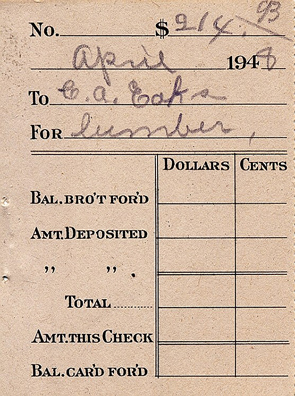 No. $214.93
April 1948
To E.A. Eaks
For lumber,
DOLLARS CENTS
BAL. BRO'T FOR'D
AMT. DEPOSITED
” ” .
TOTAL
AMT. THIS CHECK
BAL. CAR'D FOR'D